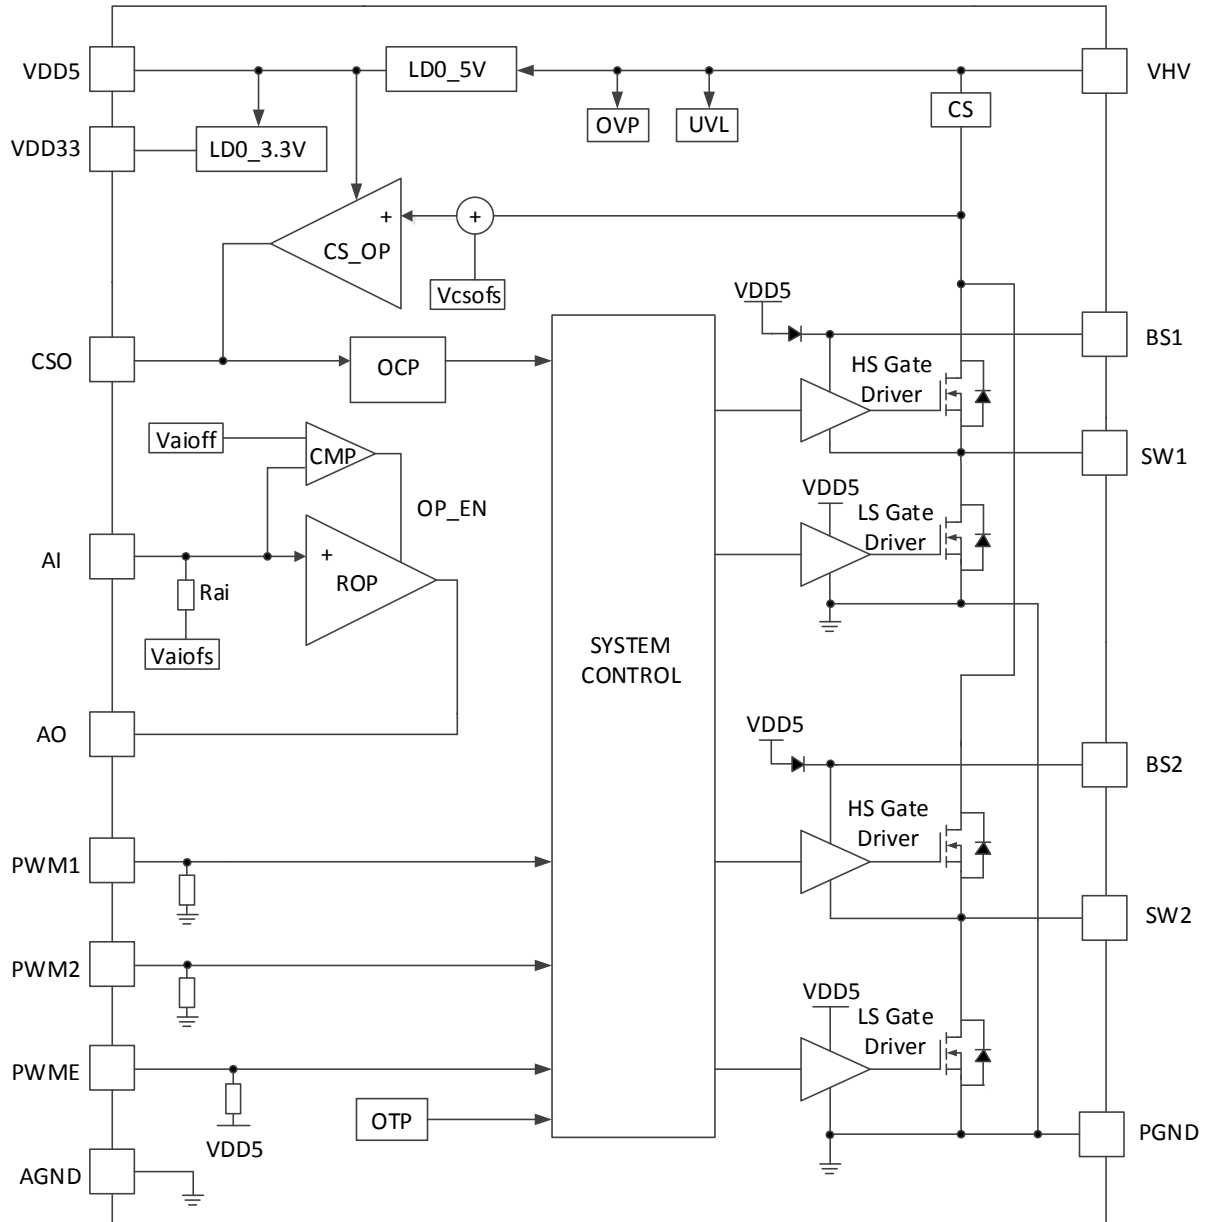 VDD5
LD0_5V
VHV
OVP
UVL
CS
VDD33
LD0_3.3V
+
+
CS_OP
Vcsofs
VDD5
BS1
CSO
OCP
HS Gate
Driver
Vaioff
CMP
SW1
OP_EN
VDD5
LS Gate
Driver
AI
+
ROP
Rai
Vaiofs
SYSTEM
CONTROL
AO
VDD5
BS2
HS Gate
Driver
PWM1
SW2
PWM2
VDD5
LS Gate
Driver
PWME
OTP
VDD5
PGND
AGND